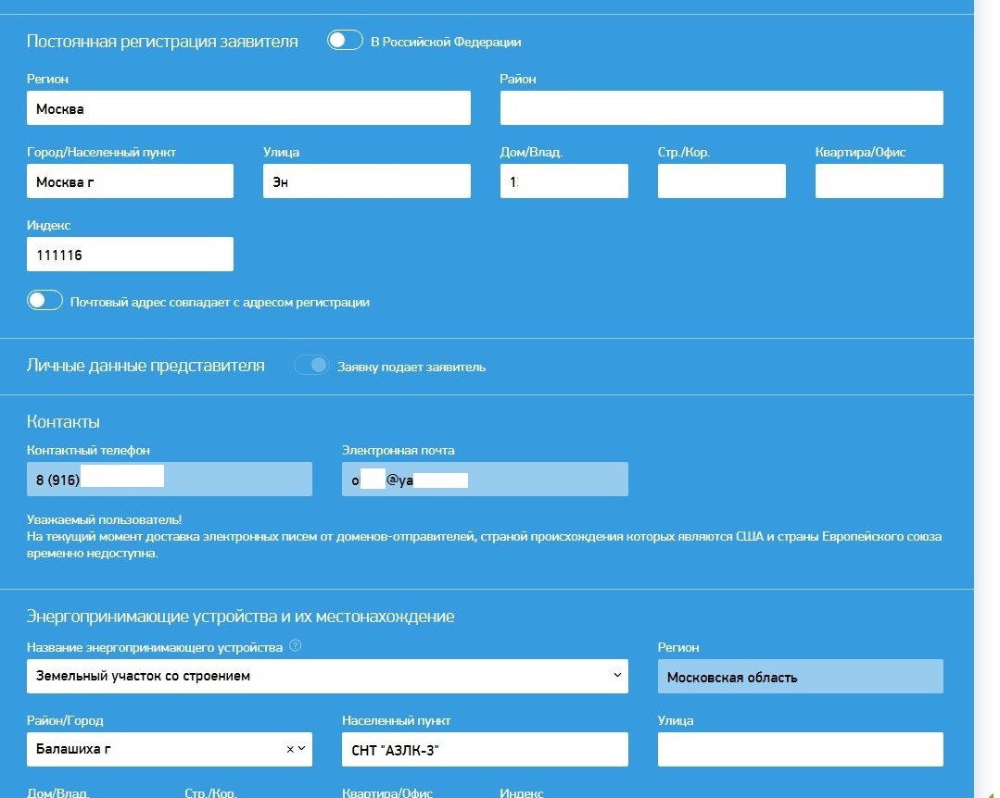 Постоянная регистрация заявителя В Российской Федерации
Регион Район
Москва
Город/Населенный пункт Улица Дом/Влад. Стр./Кор. Квартира/Офис
Москва г Эн 1
Индекс
111116
Почтовый адрес совпадает с адресом регистрации
Личные данные представителя Заявку подает заявитель
Контакты
Контактный телефон Электронная почта
8 (916) o @ya
Уважаемый пользователь!
На текущий момент доставка электронных писем от доменов-отправителей, страной происхождения которых являются США и страны Европейского союза
временно недоступна.
Энергопринимающие устройства и их местонахождение
Название энергопринимающего устройства ? Регион
Земельный участок со строением Московская область
Район/Город Населенный пункт Улица
Балашиха г СНТ "АЗЛК-3"
Дом/Влад. Стр./Кор. Квартира/Офис Индекс